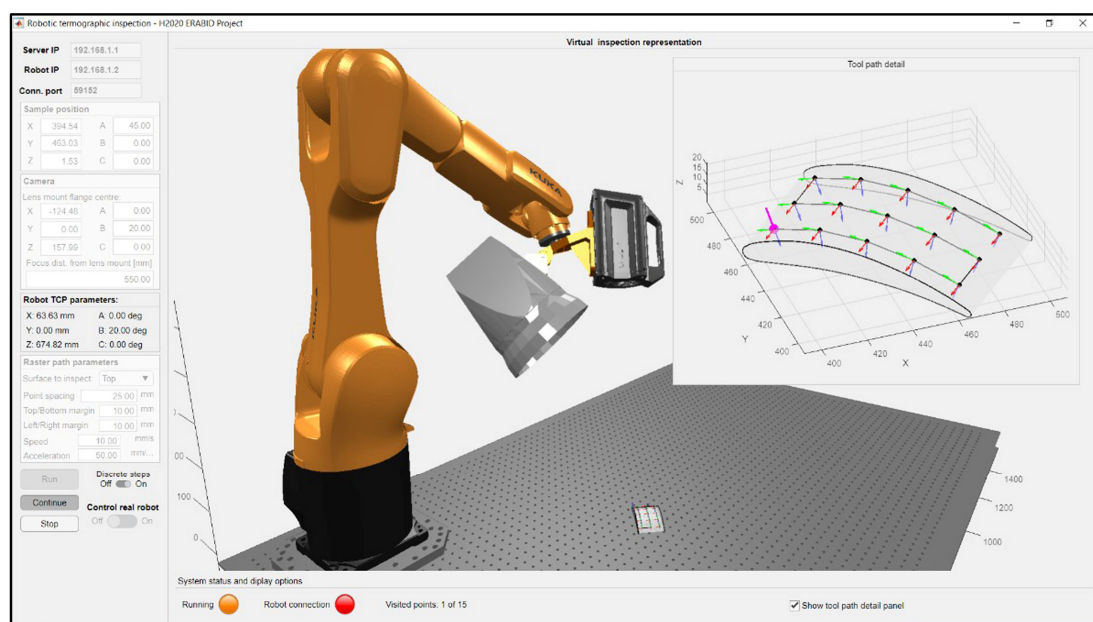 Robotic termographic inspection - H2020 ERABID Project
Server IP 192.168.1.1
Robot IP 192.168.1.2
Conn. port 59152
Sample position
X 394.54 A 45.00
Y 463.03 B 0.00
Z 1.53 C 0.00
Camera
Lens mount flange centre:
X -124.46 A 0.00
Y 0.00 B 20.00
Z 157.99 C 0.00
Focus dist. from lens mount [mm]
550.00
Robot TCP parameters:
X: 63.63 mm A: 0.00 deg
Y: 0.00 mm B: 20.00 deg
Z: 674.82 mm C: 0.00 deg
Raster path parameters
Surface to inspect Top
Point spacing 25.00 mm
Top/Bottom margin 10.00 mm
Left/Right margin 10.00 mm
Speed 10.00 mm/s
Acceleration 50.00 mm/...
Run
Discrete steps
Off On
Continue
Control real robot
Off On
Stop
Virtual inspection representation
KUKA
KUKA
100
0
1400
1200
1000
Tool path detail
Z
20
15
10
5
500
480
460
440
420
400
Y
400
420
440
460
480
500
X
System status and diplay options
Running Robot connection Visited points: 1 of 15
Show tool path detail panel